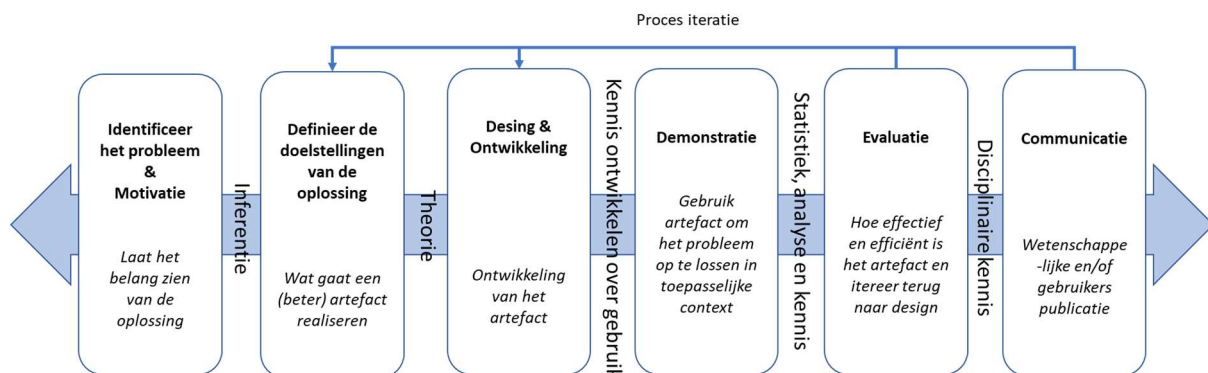 Proces iteratie
Identificeer
het probleem
&
Motivatie
Laat het
belang zien
van de
oplossing
Inferentie
Definieer de
doelstellingen
van de
oplossing
Wat gaat een
(beter) artefact
realiseren
Theorie
Desing &
Ontwikkeling
Ontwikkeling
van het
artefact
Kennis ontwikkelen over gebruik
Demonstratie
Gebruik
artefact om
het probleem
op te lossen in
toepasselijke
context
Statistiek, analyse en kennis
Evaluatie
Hoe effectief
en efficiënt is
het artefact en
itereer terug
naar design
Disciplinaire kennis
Communicatie
Wetenschappe
-lijke en/of
gebruikers
publicatie